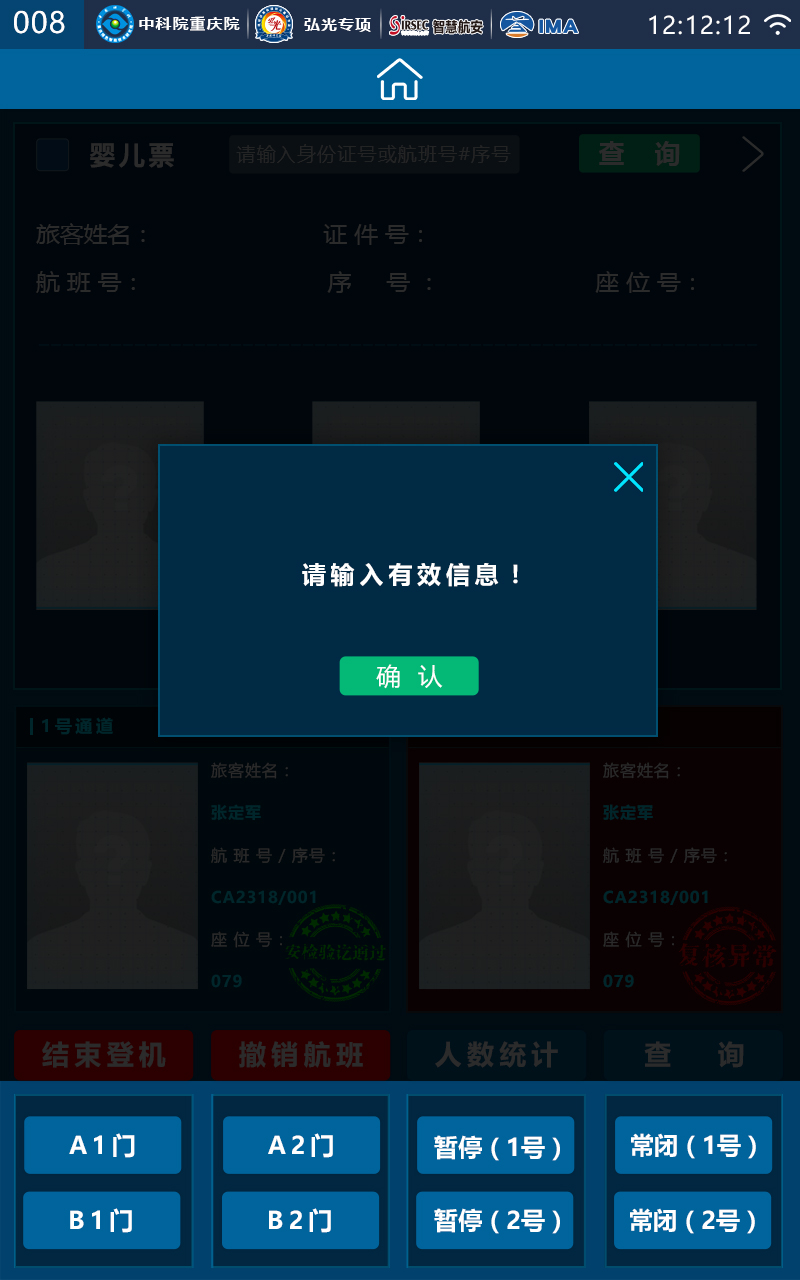 008
中科院重庆院
弘光专项
SiRSEC 智慧航安
IMA
12:12:12
婴儿票
请输入身份证号或航班号#序号
查 询
旅客姓名：
证件号：
航班号：
序 号：
座位号：
请输入有效信息！
确 认
1号通道
旅客姓名：
张定军
航班号/序号：
CA2318/001
座位号：
079
安检验讫通过
旅客姓名：
张定军
航班号/序号：
CA2318/001
座位号：
079
复核异常
结束登机
撤销航班
人数统计
查 询
A1门
A2门
暂停（1号）
常闭（1号）
B1门
B2门
暂停（2号）
常闭（2号）